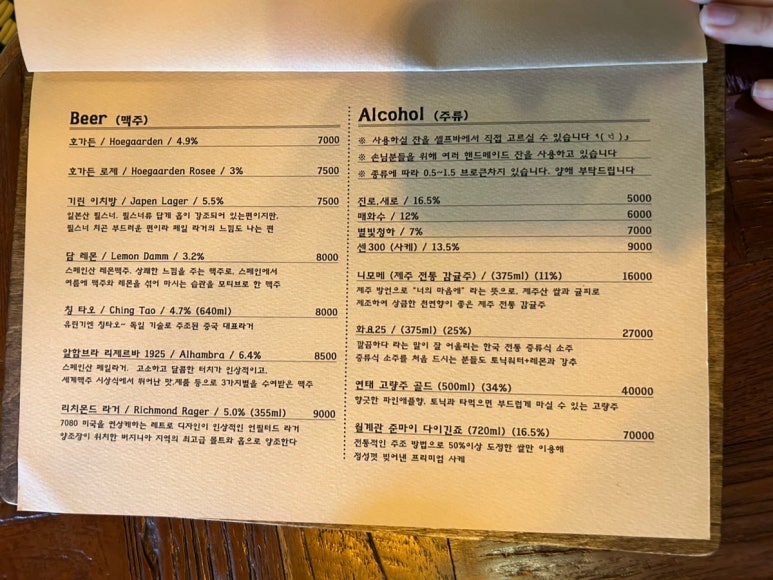 Beer (맥주)
호가든 / Hoegaarden / 4.9% 7000
호가든 로제 / Hoegaarden Rosee / 3% 7500
기린 이치방 / Japen Lager / 5.5% 7500
일본산 필스너. 필스너류 답게 홉이 강조되어 있는편이지만,
필스너 치곤 부드러운 편이라 페일 라거의 느낌도 나는 편
담 레몬 / Lemon Damm / 3.2% 8000
스페인산 레몬맥주. 상쾌한 느낌을 주는 맥주로, 스페인에서
여름에 맥주와 레몬을 섞어 마시는 습관을 모티브로 한 맥주
칭 타오 / Ching Tao / 4.7% (640ml) 8000
유런기엔 칭타오~ 독일 기술로 주조된 중국 대표라거
알함브라 리제르바 1925 / Alhambra / 6.4% 8500
스페인산 페일라거. 고소하고 달콤한 터치가 인상적이고,
세계맥주 시상식에서 뛰어난 맛,제품 등으로 3가지별을 수여받은 맥주
리치몬드 라거 / Richmond Rager / 5.0% (355ml) 9000
7080 미국을 연상케하는 레트로 디자인이 인상적인 언필터드 라거
양조장이 위치한 버지니아 지역의 최고급 몰트와 홉으로 양조한다
Alcohol (주류)
※ 사용하실 잔을 셀프바에서 직접 고르실 수 있습니다
※ 손님분들을 위해 여러 핸드메이드 잔을 사용하고 있습니다
※ 종류에 따라 0.5~1.5 브로큰차지 있습니다. 양해 부탁드립니다
진로,새로 / 16.5% 5000
매화수 / 12% 6000
별빛청하 / 7% 7000
센300 (사케) / 13.5% 9000
니모메 (제주 전통 감귤주) / (375ml) (11%) 16000
제주 방언으로 "너의 마음에" 라는 뜻으로, 제주산 쌀과 귤피로
제조하여 상큼한 천연향이 좋은 제주 전통 감귤주
화요25 / (375ml) (25%) 27000
깔끔하다 라는 말이 잘 어울리는 한국 전통 증류식 소주
증류식 소주를 처음 드시는 분들도 토닉워터+레몬과 강추
연태 고량주 골드 (500ml) (34%) 40000
향긋한 파인애플향, 토닉과 타먹으면 부드럽게 마실 수 있는 고량주
월계관 준마이 다이긴죠 (720ml) (16.5%) 70000
전통적인 주조 방법으로 50%이상 도정한 쌀만 이용해
정성껏 빚어낸 프리미엄 사케